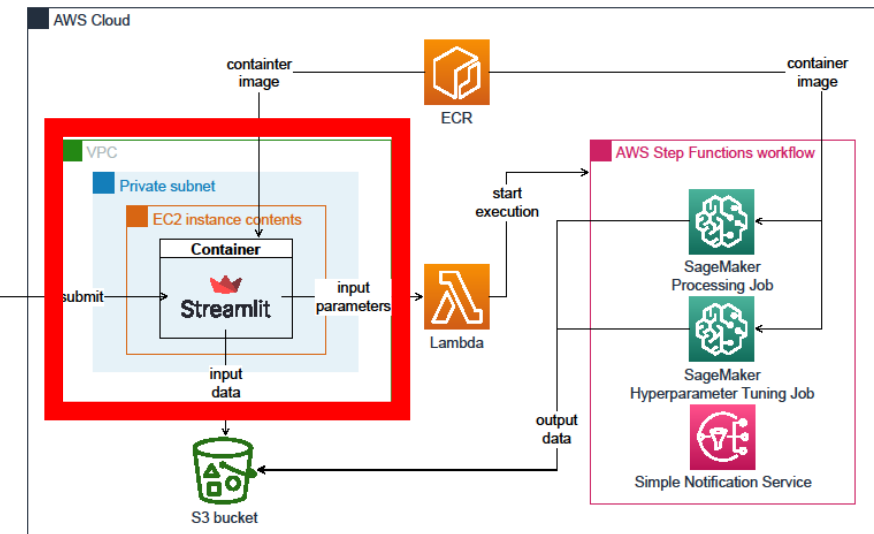 AWS Cloud
containter
image
ECR
container
image
VPC
Private subnet
EC2 instance contents
Container
Streamlit
submit
input
parameters
input
data
Lambda
start
execution
AWS Step Functions workflow
SageMaker
Processing Job
SageMaker
Hyperparameter Tuning Job
Simple Notification Service
output
data
S3 bucket